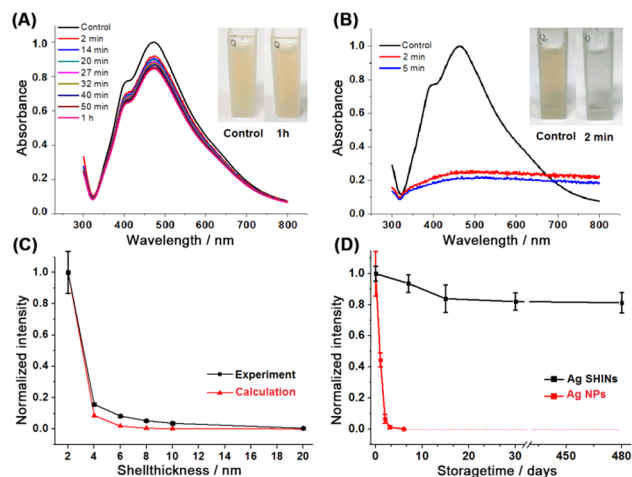 (A)
Control
2 min
14 min
20 min
27 min
32 min
40 min
50 min
1 h
Absorbance
1.0
0.8
0.6
0.4
0.2
0.0
300 400 500 600 700 800
Wavelength / nm
Control 1h
(B)
Control
2 min
5 min
Absorbance
1.0
0.8
0.6
0.4
0.2
0.0
300 400 500 600 700 800
Wavelength / nm
Control 2 min
(C)
Normalized intensity
1.0
0.8
0.6
0.4
0.2
0.0
Experiment
Calculation
2 4 6 8 10 12 14 16 18 20
Shellthickness / nm
(D)
Normalized intensity
1.0
0.8
0.6
0.4
0.2
0.0
Ag SHINs
Ag NPs
0 10 20 30 450 480
Storagetime / days